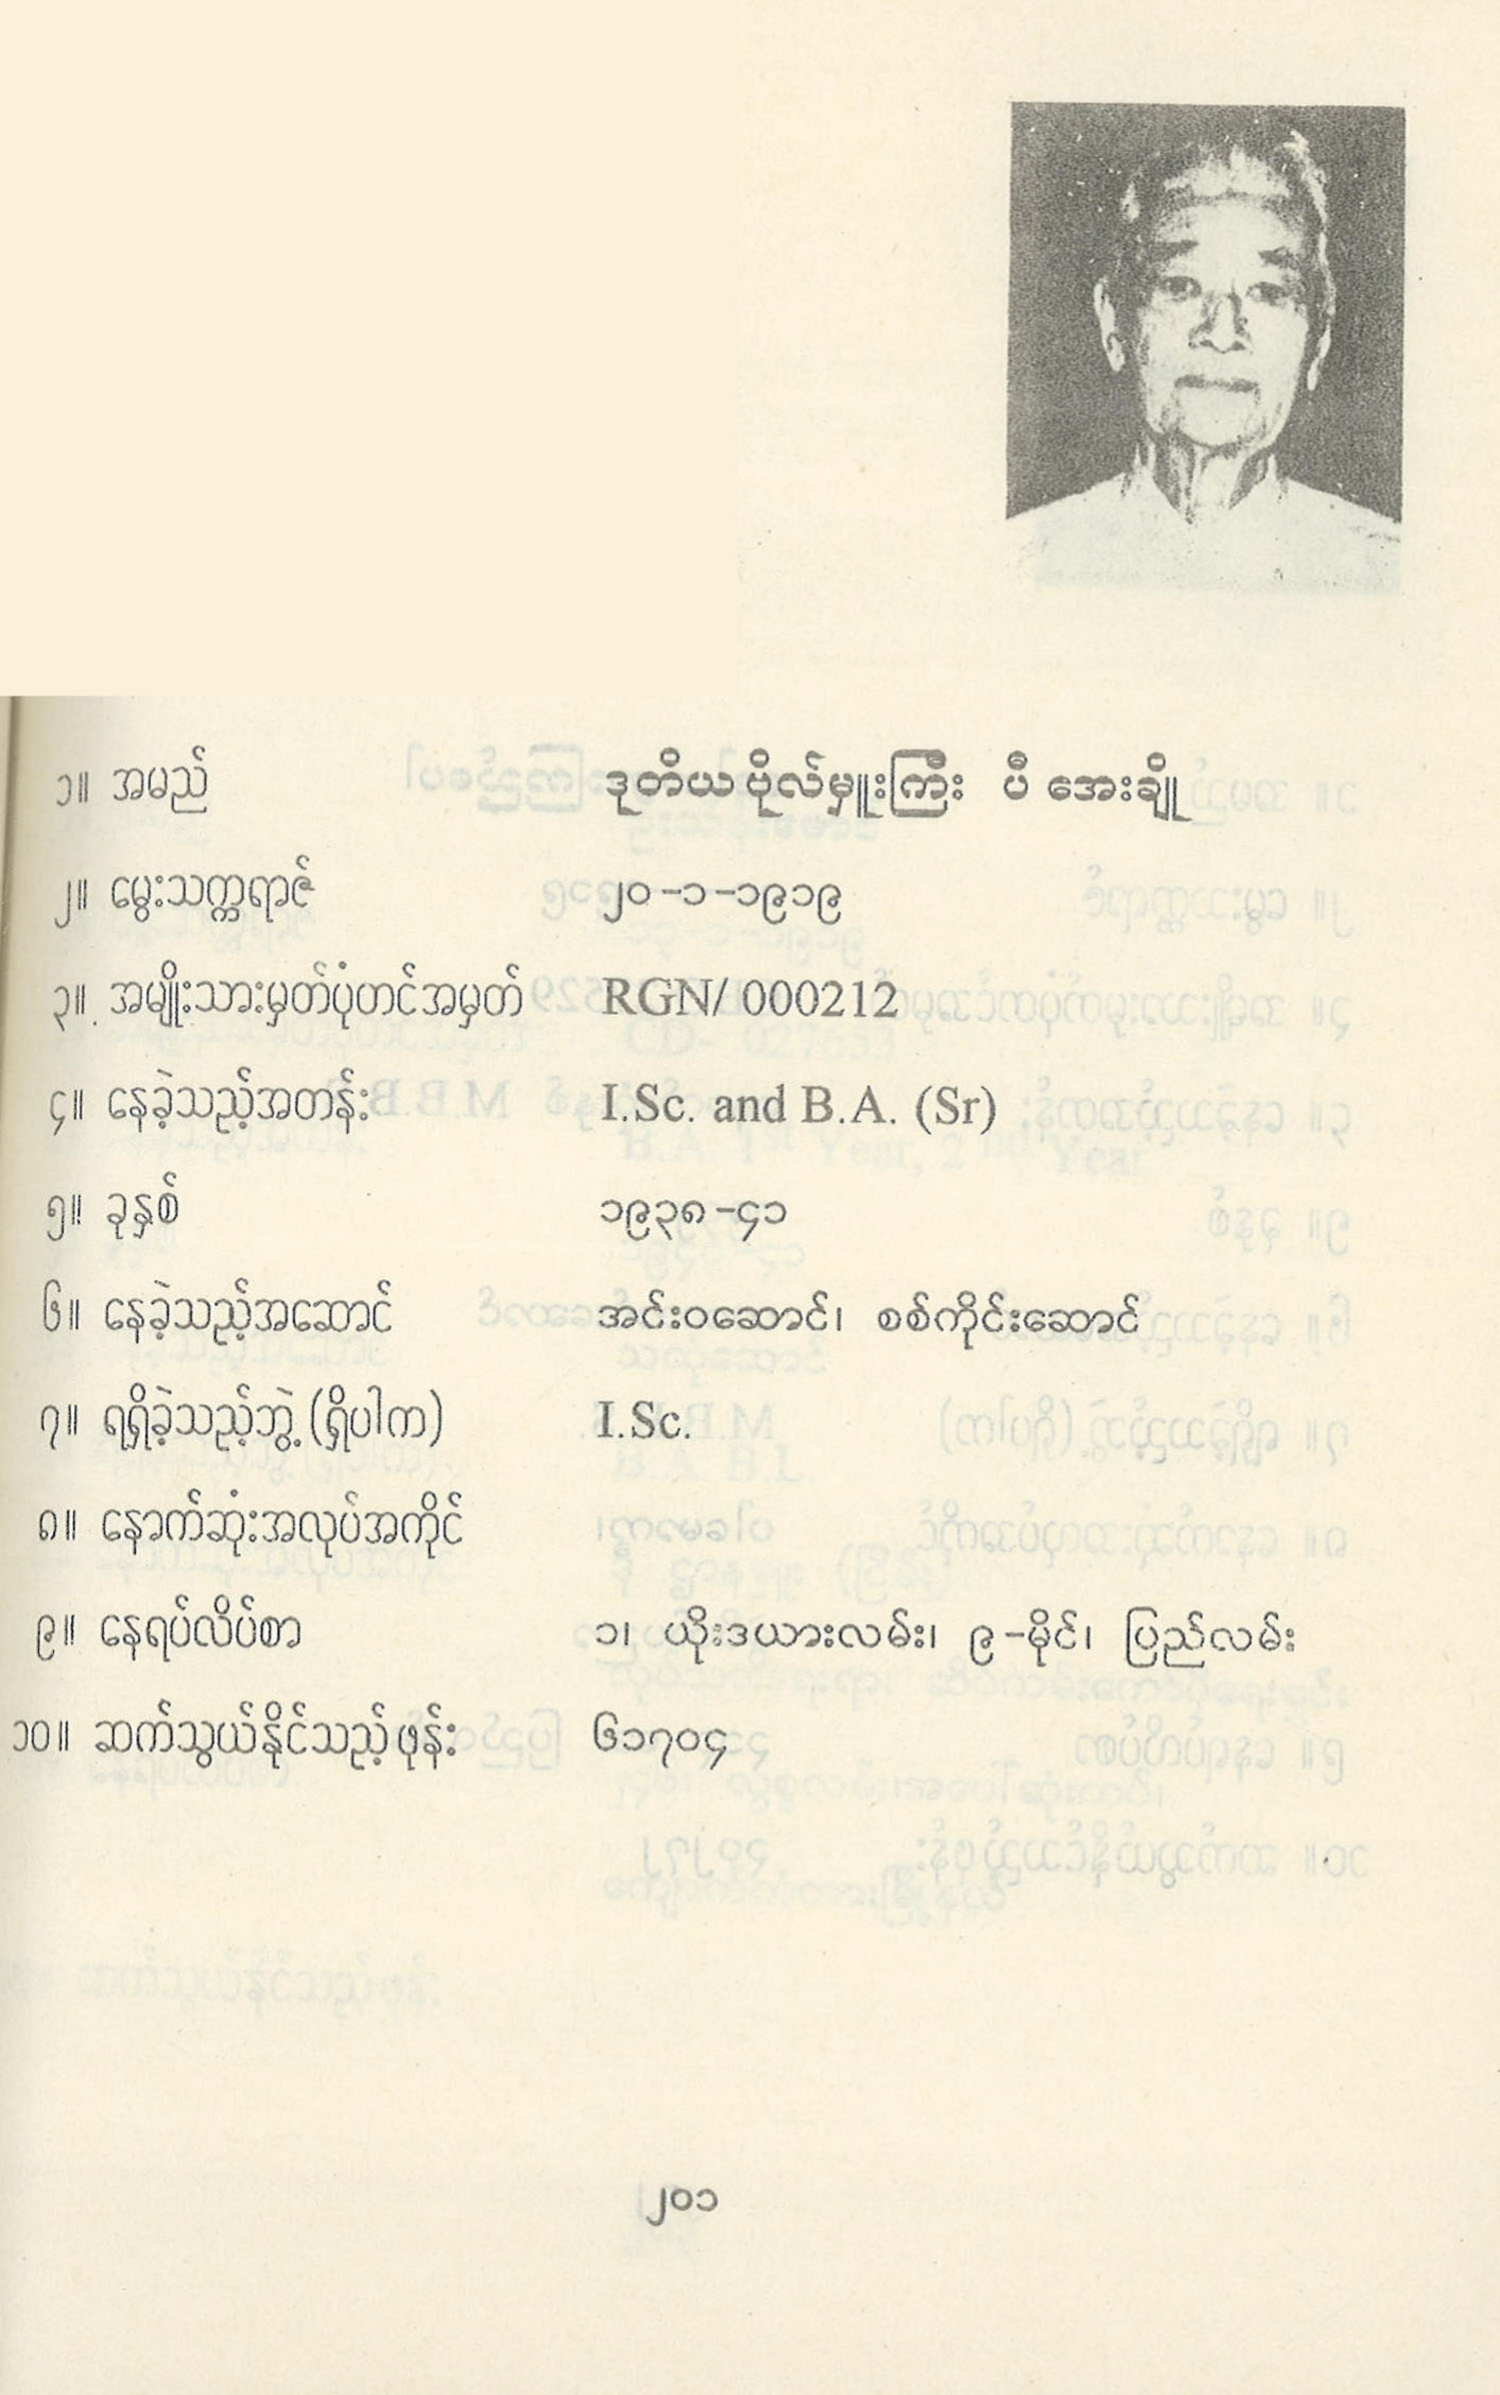 ၁။ အမည် ဒုတိယ ဗိုလ်မှူးကြီး ပီ အေးချို
၂။ မွေးသက္ကရာဇ် ၂၀-၁-၁၉၁၉
၃။ အမျိုးသားမှတ်ပုံတင်အမှတ် RGN/ 000212
၄။ နေခဲ့သည့်အတန်း I.Sc. and B.A. (Sr)
၅။ ခုနှစ် ၁၉၃၈-၄၁
၆။ နေခဲ့သည့်အဆောင် အင်းဝဆောင်၊ စစ်ကိုင်းဆောင်
၇။ ရရှိခဲ့သည့်ဘွဲ့ (ရှိပါက) I.Sc.
၈။ နောက်ဆုံးအလုပ်အကိုင်
၉။ နေရပ်လိပ်စာ ၁၊ ယိုးဒယားလမ်း၊ ၉-မိုင်၊ ပြည်လမ်း
၁၀။ ဆက်သွယ်နိုင်သည့်ဖုန်း ၆၁၇၀၄
၂၀၁